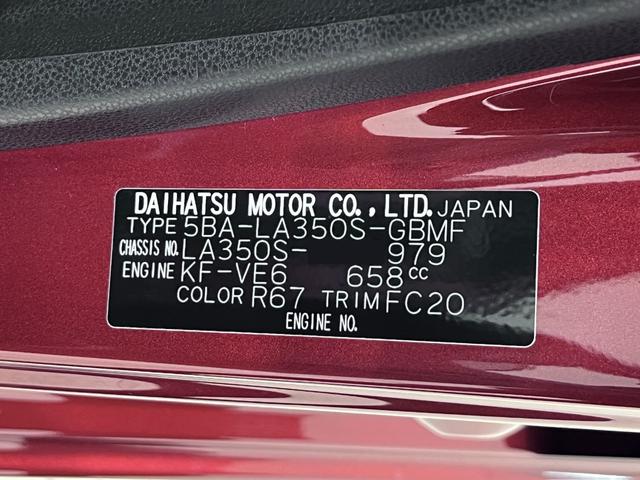 DAIHATSU MOTOR CO., LTD. JAPAN
TYPE 5BA-LA350S-GBMF
CHASSIS NO. LA350S- 979
ENGINE KF-VE6 658cc
COLOR R67 TRIM FC20
ENGINE NO.